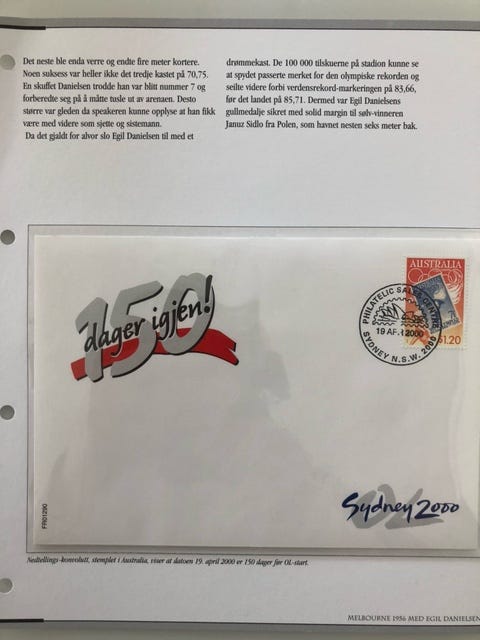 Det neste ble enda verre og endte fire meter kortere.
Noen suksess var heller ikke det tredje kastet på 70,75.
En skuffet Danielsen trodde han var blitt nummer 7 og
forberedte seg på å måtte tusle ut av arenaen. Desto
større var gleden da speakeren kunne opplyse at han fikk
være med videre som sjette og sistemann.
Da det gjaldt for alvor slo Egil Danielsen til med et
drømmekast. De 100 000 tilskuerne på stadion kunne se
at spydet passerte merket for den olympiske rekorden og
seilte videre forbi verdensrekord-markeringen på 83,66,
før det landet på 85,71. Dermed var Egil Danielsens
gullmedalje sikret med solid margin til sølv-vinneren
Januz Sidlo fra Polen, som havnet nesten seks meter bak.
150
dager igjen!
AUSTRALIA
$1.20
PHILATELIC SALES CENTRE
19 2000
SYDNEY N.S.W. 2000
Sydney 2000
FR01290
Nedtellings-konvolutt, stemplet i Australia, viser at datoen 19. april 2000 er 150 dager før OL-start.
MELBOURNE 1956 MED EGIL DANIELSEN